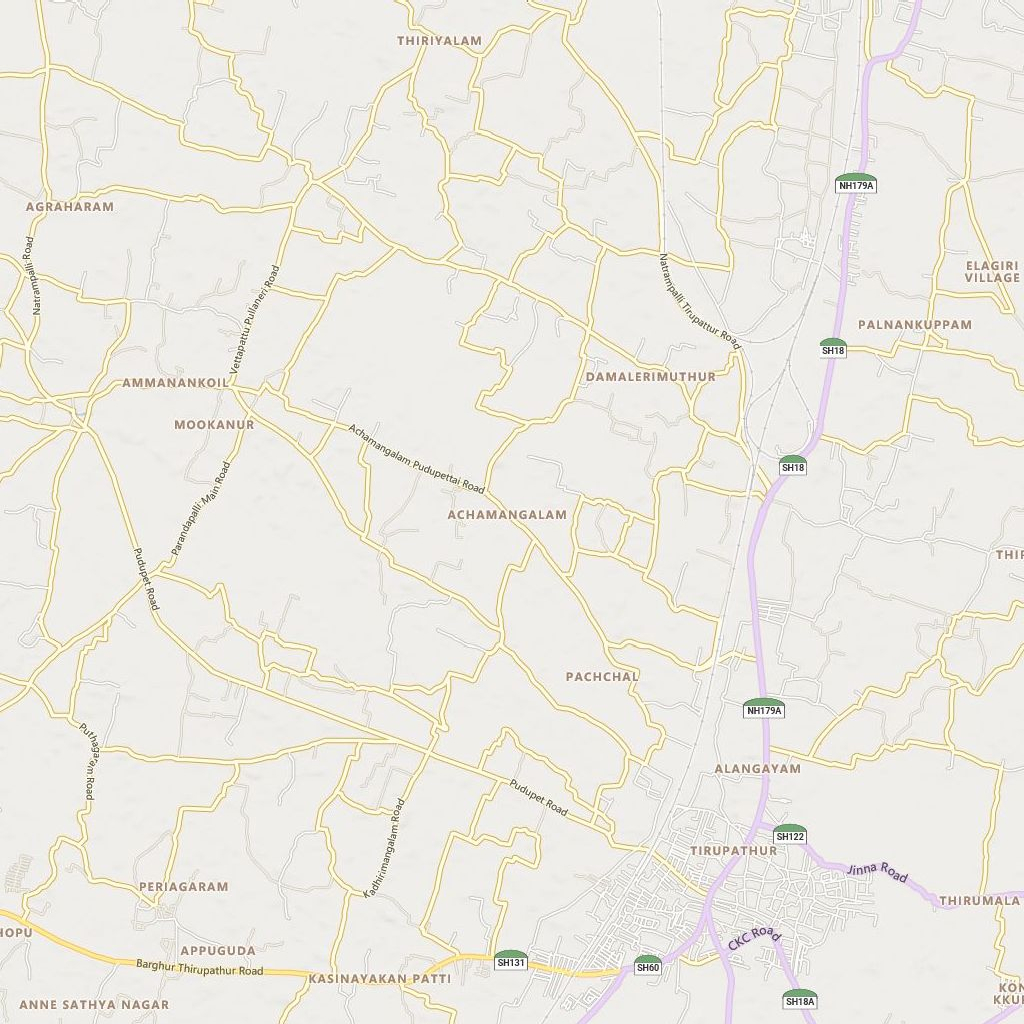 THIRIYALAM
NH179A
AGRAHARAM
Natrampalli Road
ELAGIRI
VILLAGE
Natrampalli Tirupattur Road
Vettapattu Pullaneri Road
PALNANKUPPAM
SH18
DAMALERIMUTHUR
AMMANANKOIL
MOOKANUR
Achamangalam Pudupettai Road
SH18
Parandapalli Main Road
ACHAMANGALAM
THIR
Pudupet Road
PACHCHAL
NH179A
Puthagaram Road
ALANGAYAM
Pudupet Road
SH122
Kadhirimangalam Road
TIRUPATHUR
Jinna Road
PERIAGARAM
THIRUMALA
HOPU
CKC Road
APPUGUDA
SH131
SH60
Barghur Thirupathur Road
KASINAYAKAN PATTI
KON
KKUP
ANNE SATHYA NAGAR
SH18A